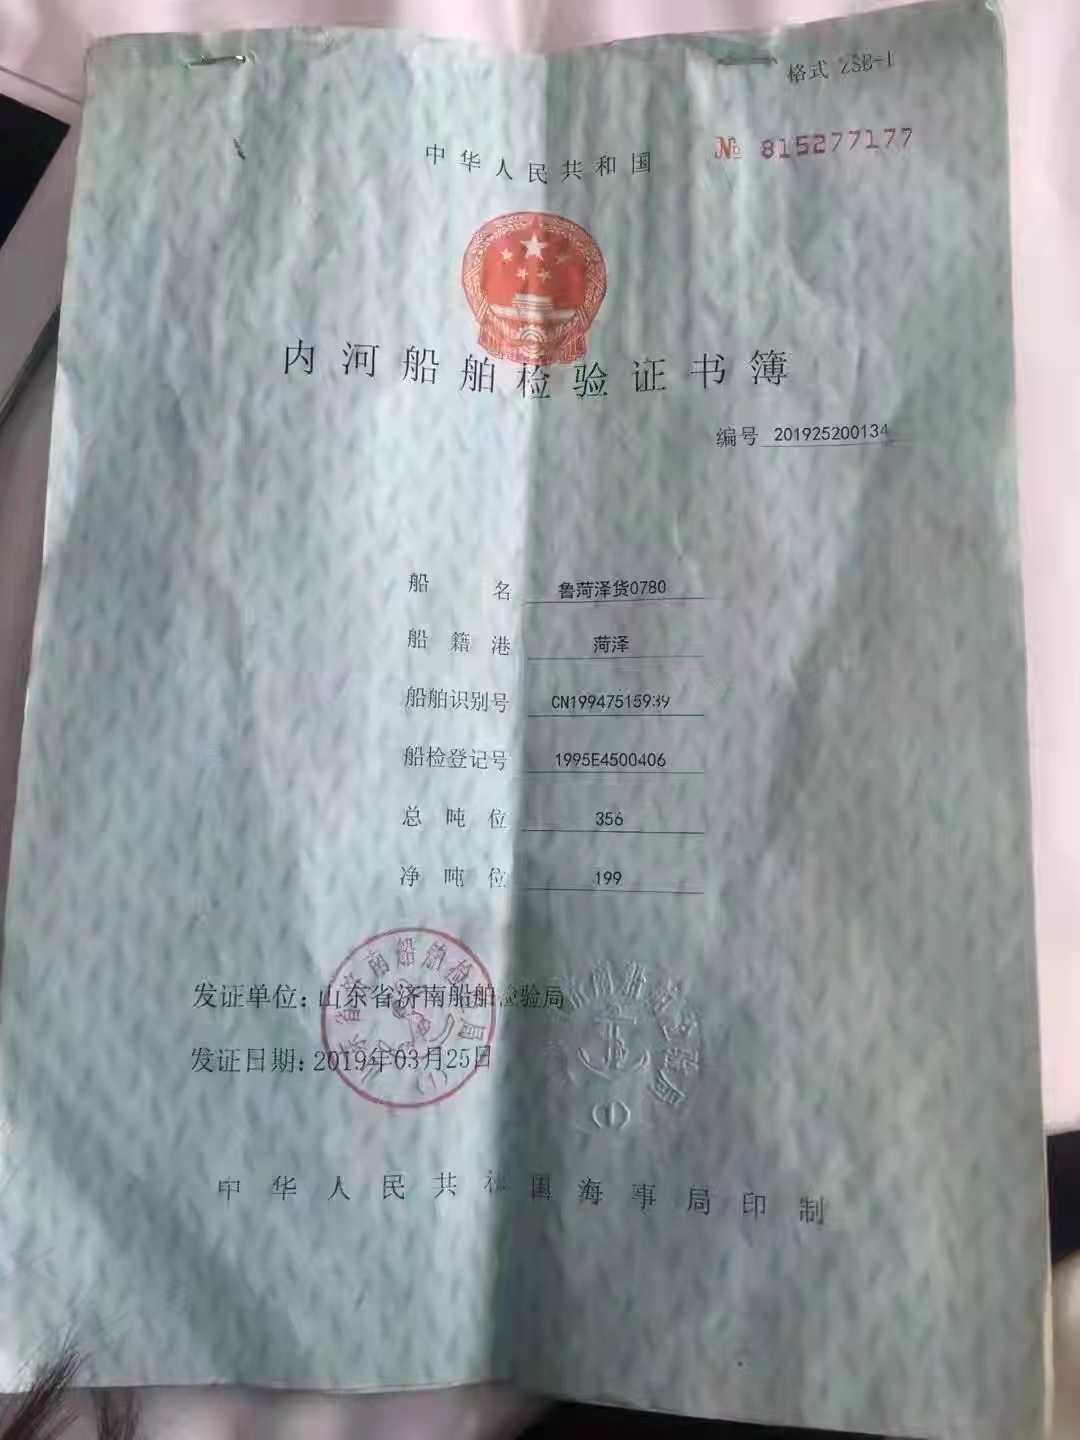 格式 ZSB-1
№ 815277177
中华人民共和国
内河船舶检验证书簿
编号 201925200134
船名 鲁菏泽货0780
船籍港 菏泽
船舶识别号 CN19947515939
船检登记号 1995E4500406
总吨位 356
净吨位 199
发证单位:山东省济南船舶检验局
发证日期:2019年03月25日
中华人民共和国海事局印制